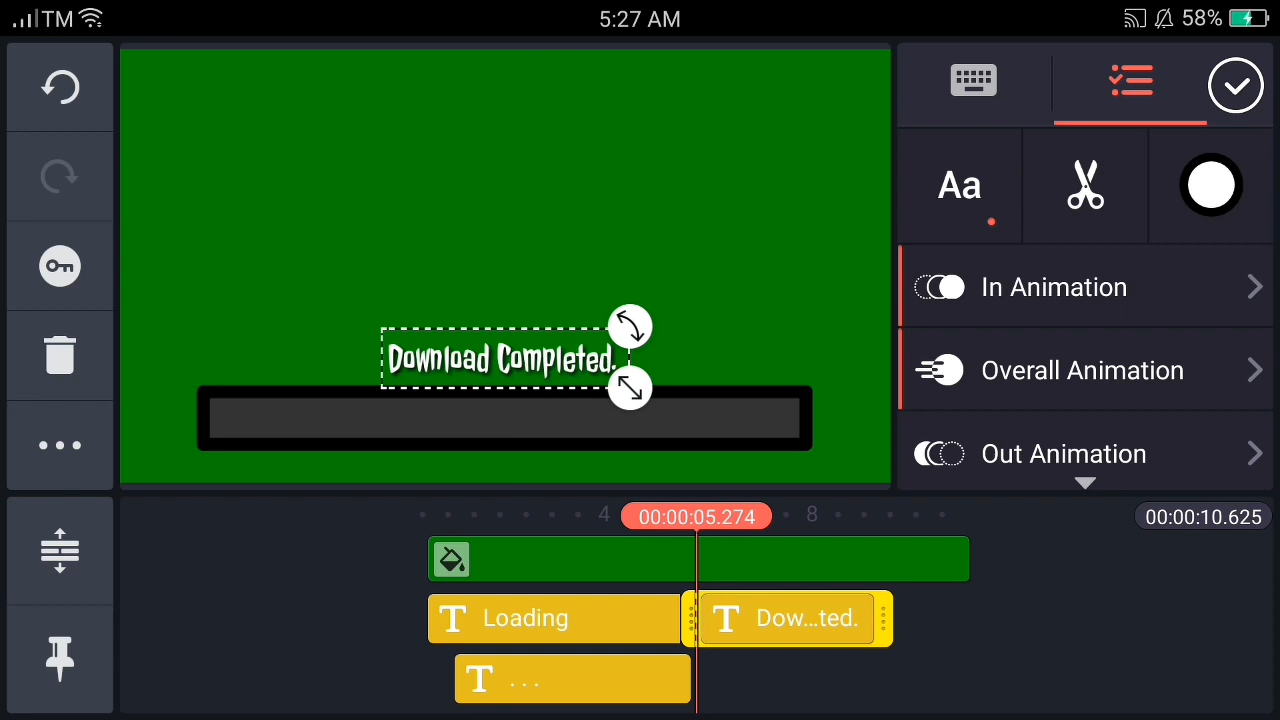 TM
5:27 AM
58%
Aa
In Animation
Download Completed.
Overall Animation
Out Animation
4
00:00:05.274
8
00:00:10.625
T Loading
T Dow...ted.
T . . .